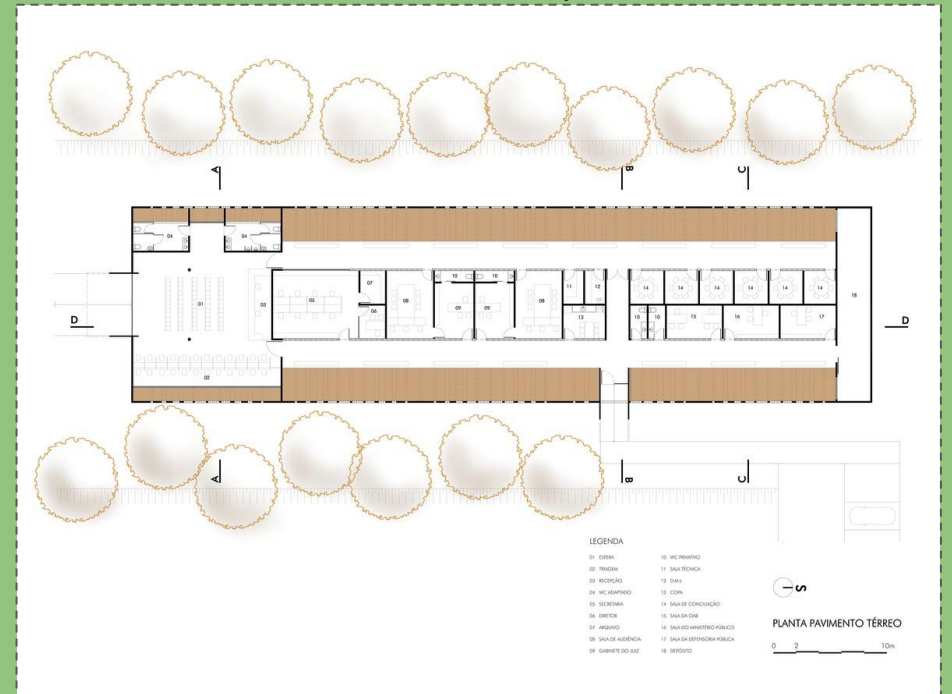 A
B
C
04
04
10
10
07
11
12
14
14
14
14
14
14
01
03
05
08
09
09
08
18
06
13
10
10
15
16
17
D
D
02
A
B
C
LEGENDA
01 ESPERA
02 TRIAGEM
03 RECEPÇÃO
04 WC ADAPTADO
05 SECRETARIA
06 DIRETOR
07 ARQUIVO
08 SALA DE AUDIÊNCIA
09 GABINETE DO JUIZ
10 WC PRIVATIVO
11 SALA TÉCNICA
12 D.M.L
13 COPA
14 SALA DE CONCILIAÇÃO
15 SALA DA OAB
16 SALA DO MINISTÉRIO PÚBLICO
17 SALA DA DEFENSORIA PÚBLICA
18 DEPÓSITO
S
PLANTA PAVIMENTO TÉRREO
0 2 10m